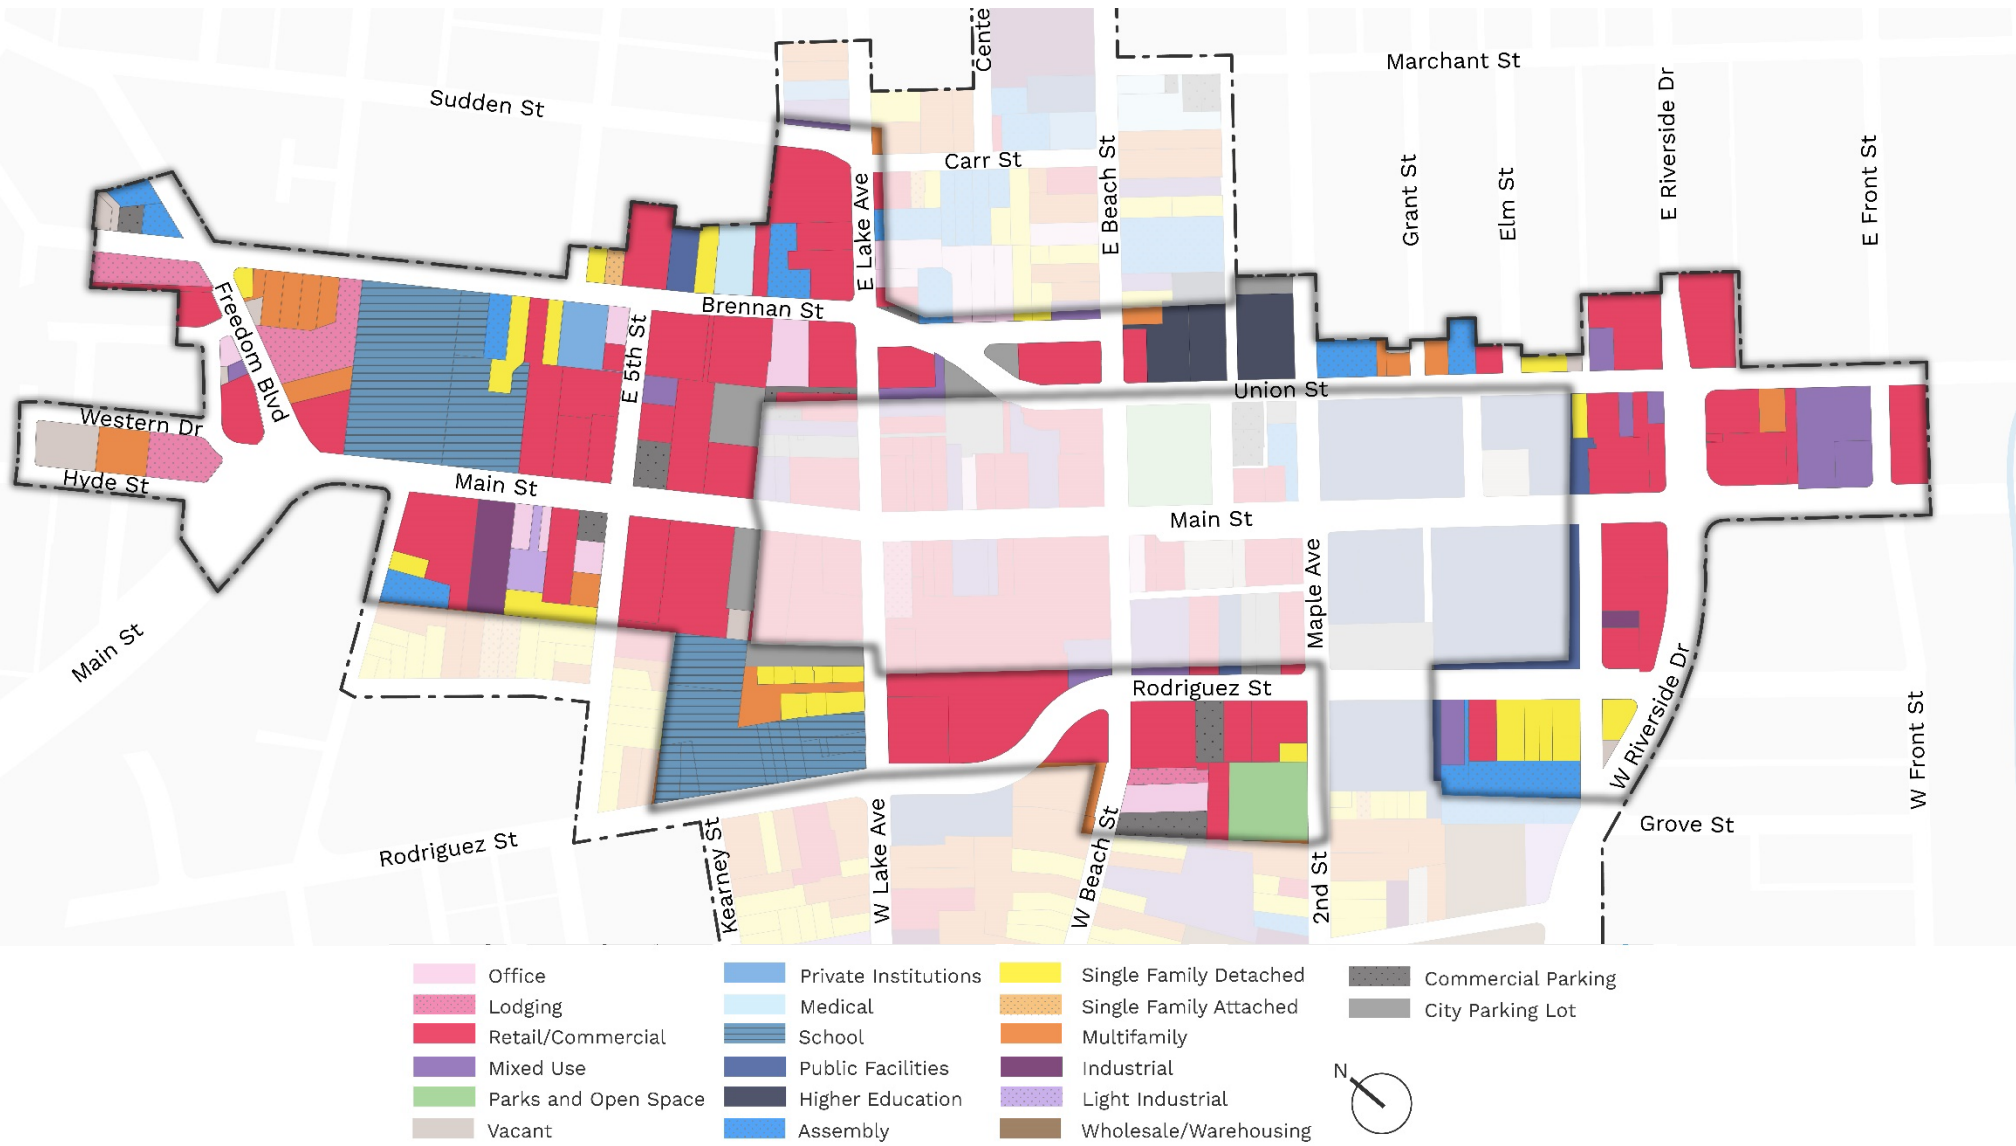 Cente
Marchant St
Sudden St
E Riverside Dr
Carr St
E Beach St
E Front St
Grant St
Elm St
E Lake Ave
Brennan St
Freedom Blvd
E 5th St
Union St
Western Dr
Hyde St
Main St
Main St
Maple Ave
Main St
Rodriguez St
W Riverside Dr
W Front St
Grove St
Rodriguez St
Kearney St
W Lake Ave
W Beach St
2nd St
Office
Lodging
Retail/Commercial
Mixed Use
Parks and Open Space
Vacant
Private Institutions
Medical
School
Public Facilities
Higher Education
Assembly
Single Family Detached
Single Family Attached
Multifamily
Industrial
Light Industrial
Wholesale/Warehousing
Commercial Parking
City Parking Lot
N